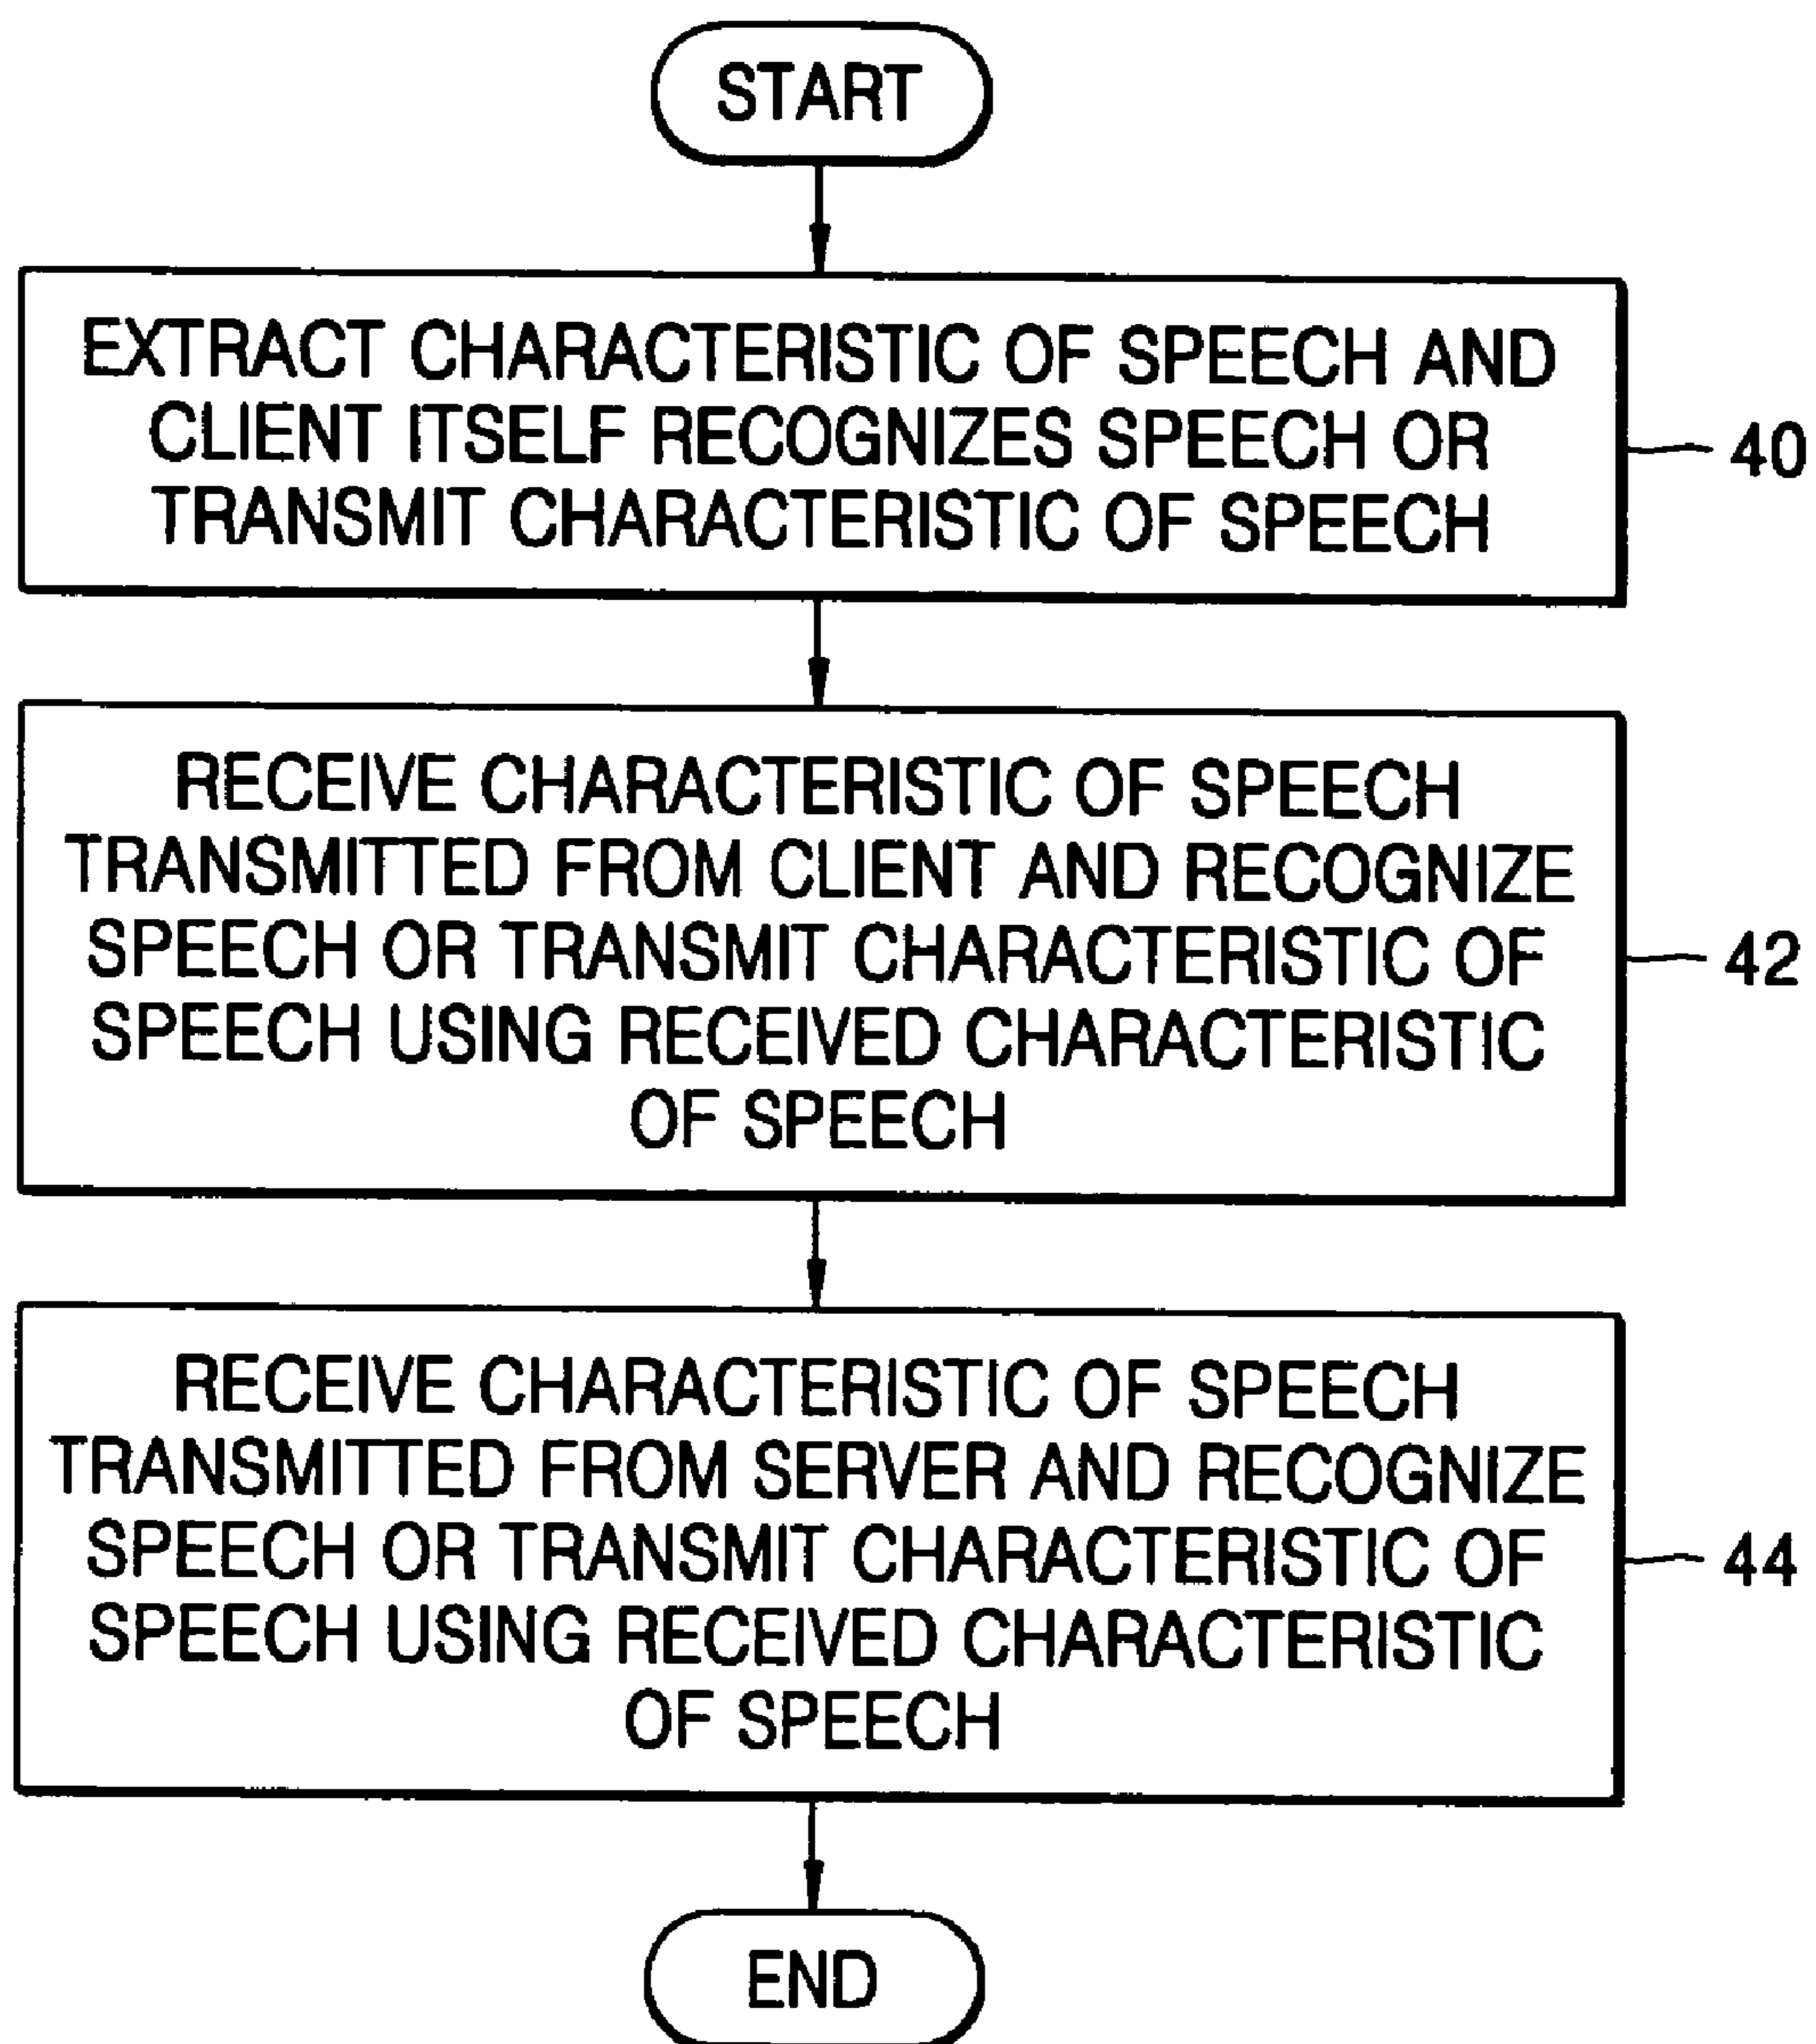 START
EXTRACT CHARACTERISTIC OF SPEECH AND
CLIENT ITSELF RECOGNIZES SPEECH OR
TRANSMIT CHARACTERISTIC OF SPEECH
40
RECEIVE CHARACTERISTIC OF SPEECH
TRANSMITTED FROM CLIENT AND RECOGNIZE
SPEECH OR TRANSMIT CHARACTERISTIC OF
SPEECH USING RECEIVED CHARACTERISTIC
OF SPEECH
42
RECEIVE CHARACTERISTIC OF SPEECH
TRANSMITTED FROM SERVER AND RECOGNIZE
SPEECH OR TRANSMIT CHARACTERISTIC OF
SPEECH USING RECEIVED CHARACTERISTIC
OF SPEECH
44
END